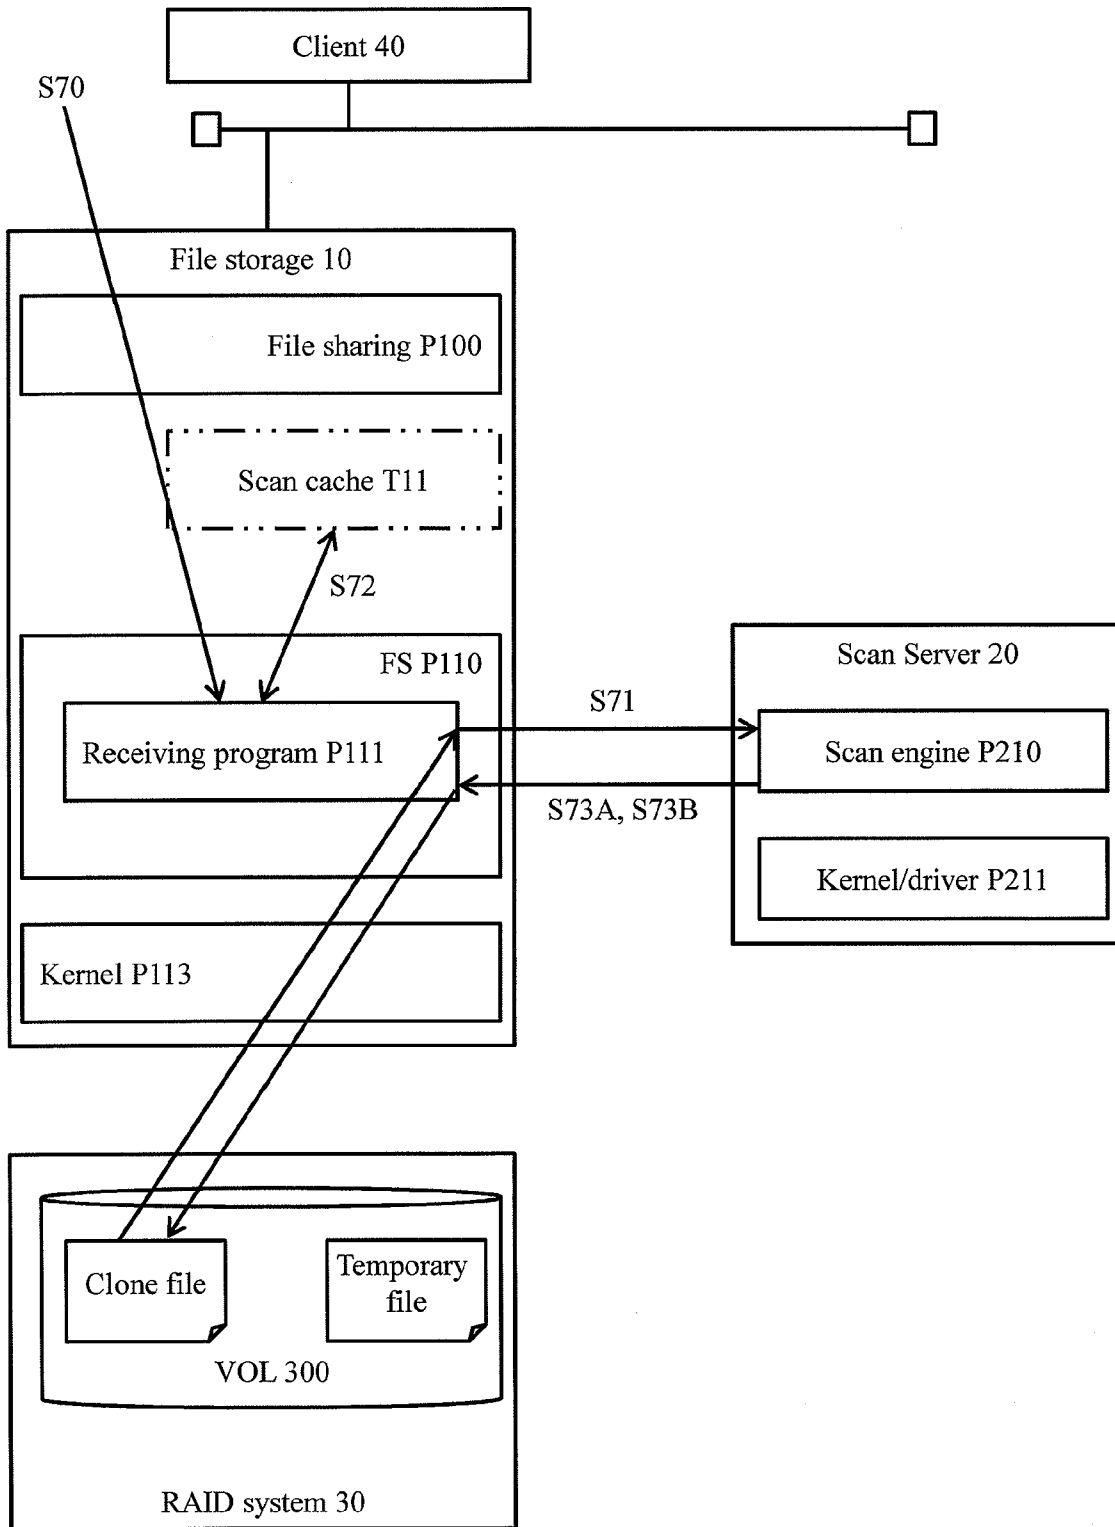 Client 40
S70
File storage 10
File sharing P100
Scan cache T11
S72
FS P110
Scan Server 20
S71
Receiving program P111
Scan engine P210
S73A, S73B
Kernel/driver P211
Kernel P113
Clone file
Temporary
file
VOL 300
RAID system 30